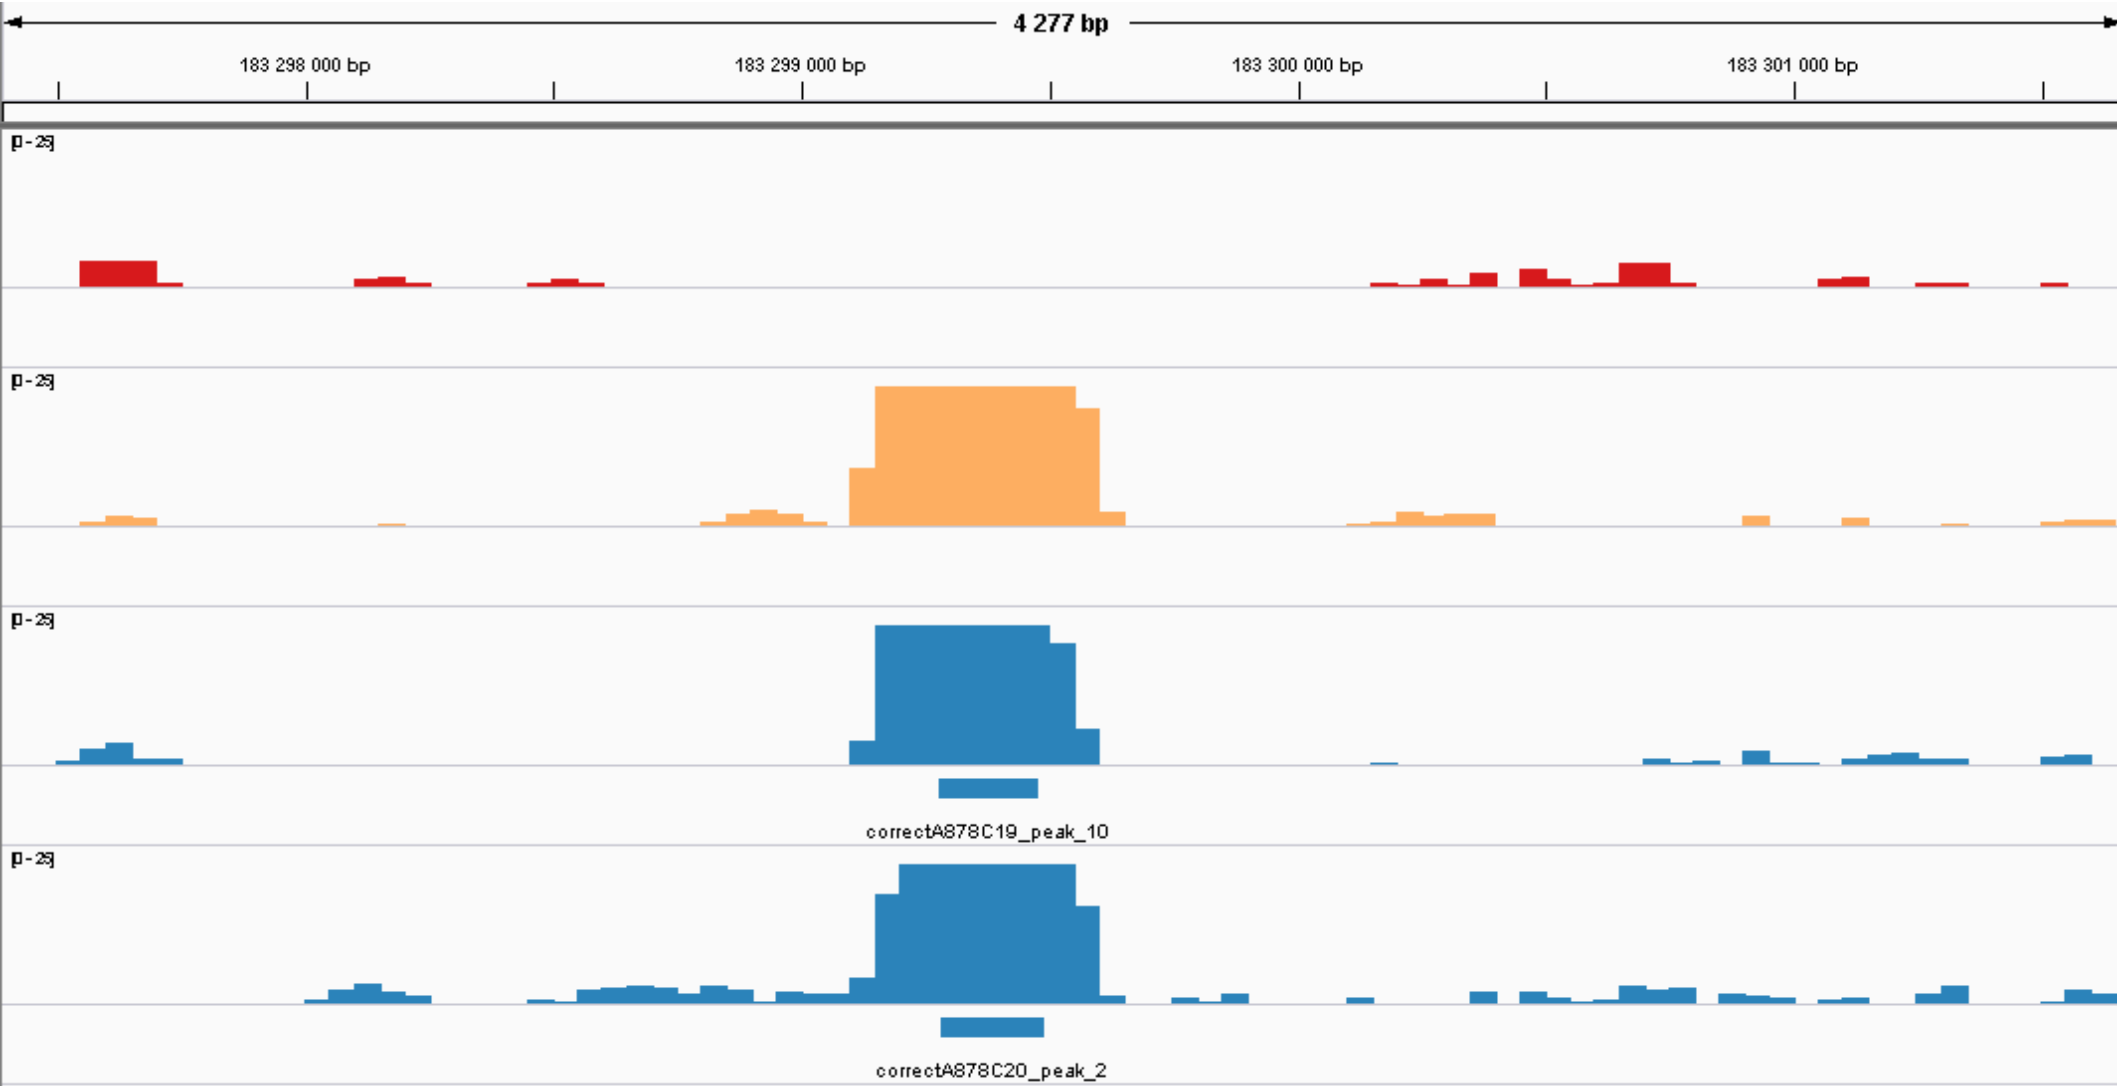 4 277 bp
183 298 000 bp 183 299 000 bp 183 300 000 bp 183 301 000 bp
[0 - 25]
[0 - 25]
[0 - 25]
correctA878C19_peak_10
[0 - 25]
correctA878C20_peak_2